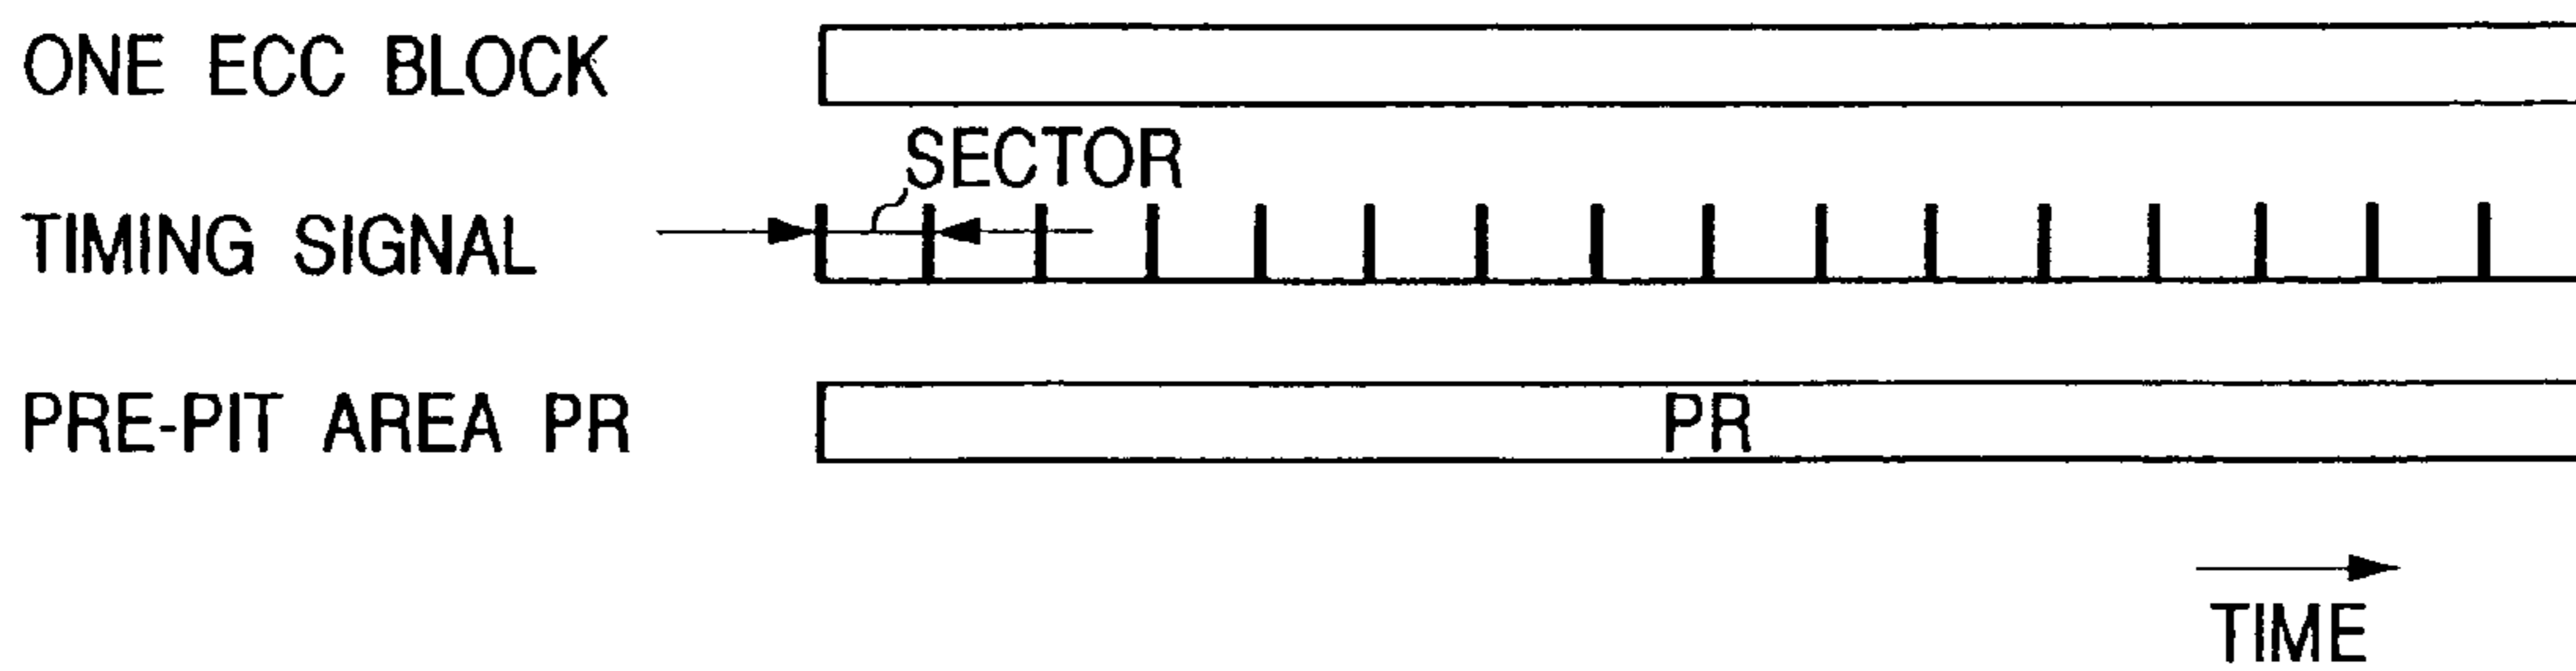 ONE ECC BLOCK
SECTOR
TIMING SIGNAL
PRE-PIT AREA PR
PR
TIME